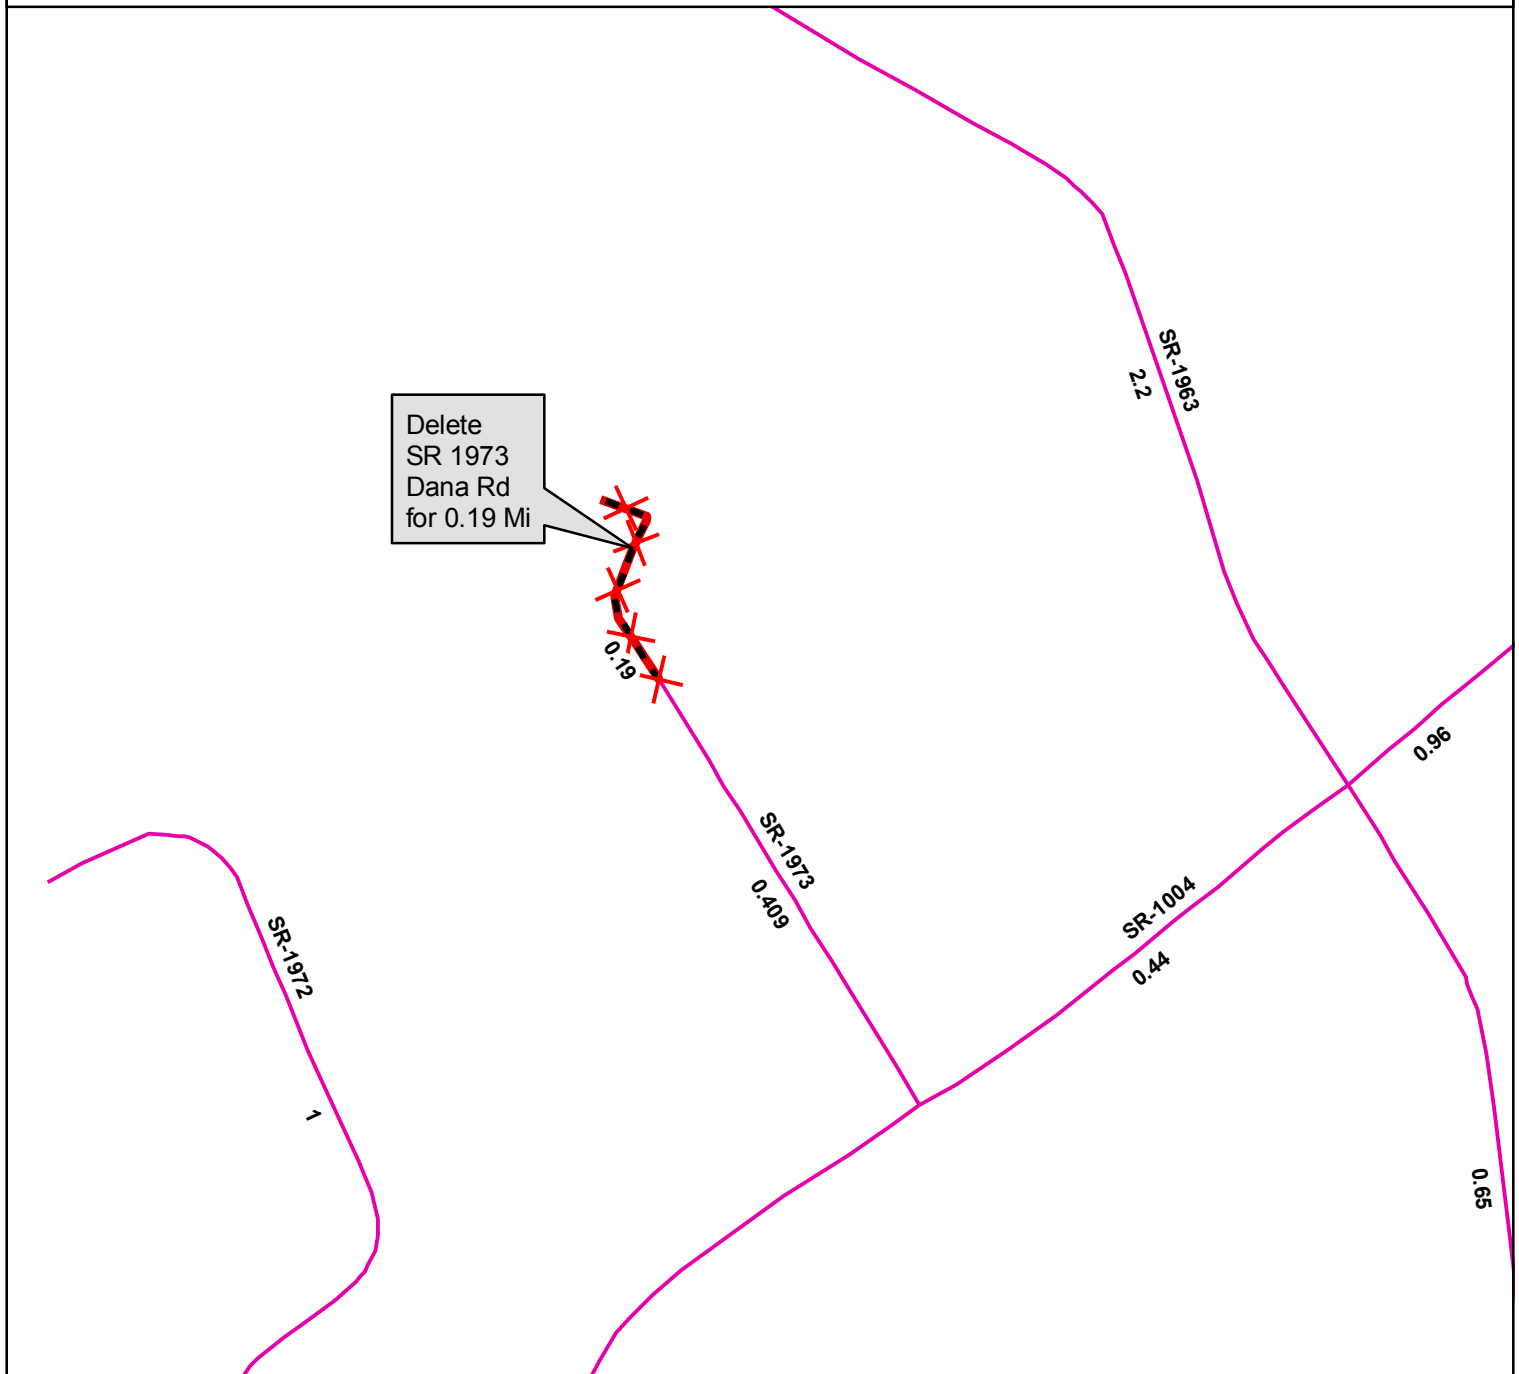 SR-1963
2.2
Delete
SR 1973
Dana Rd
for 0.19 Mi
0.19
0.96
SR-1973
0.409
SR-1004
0.44
SR-1972
1
0.65